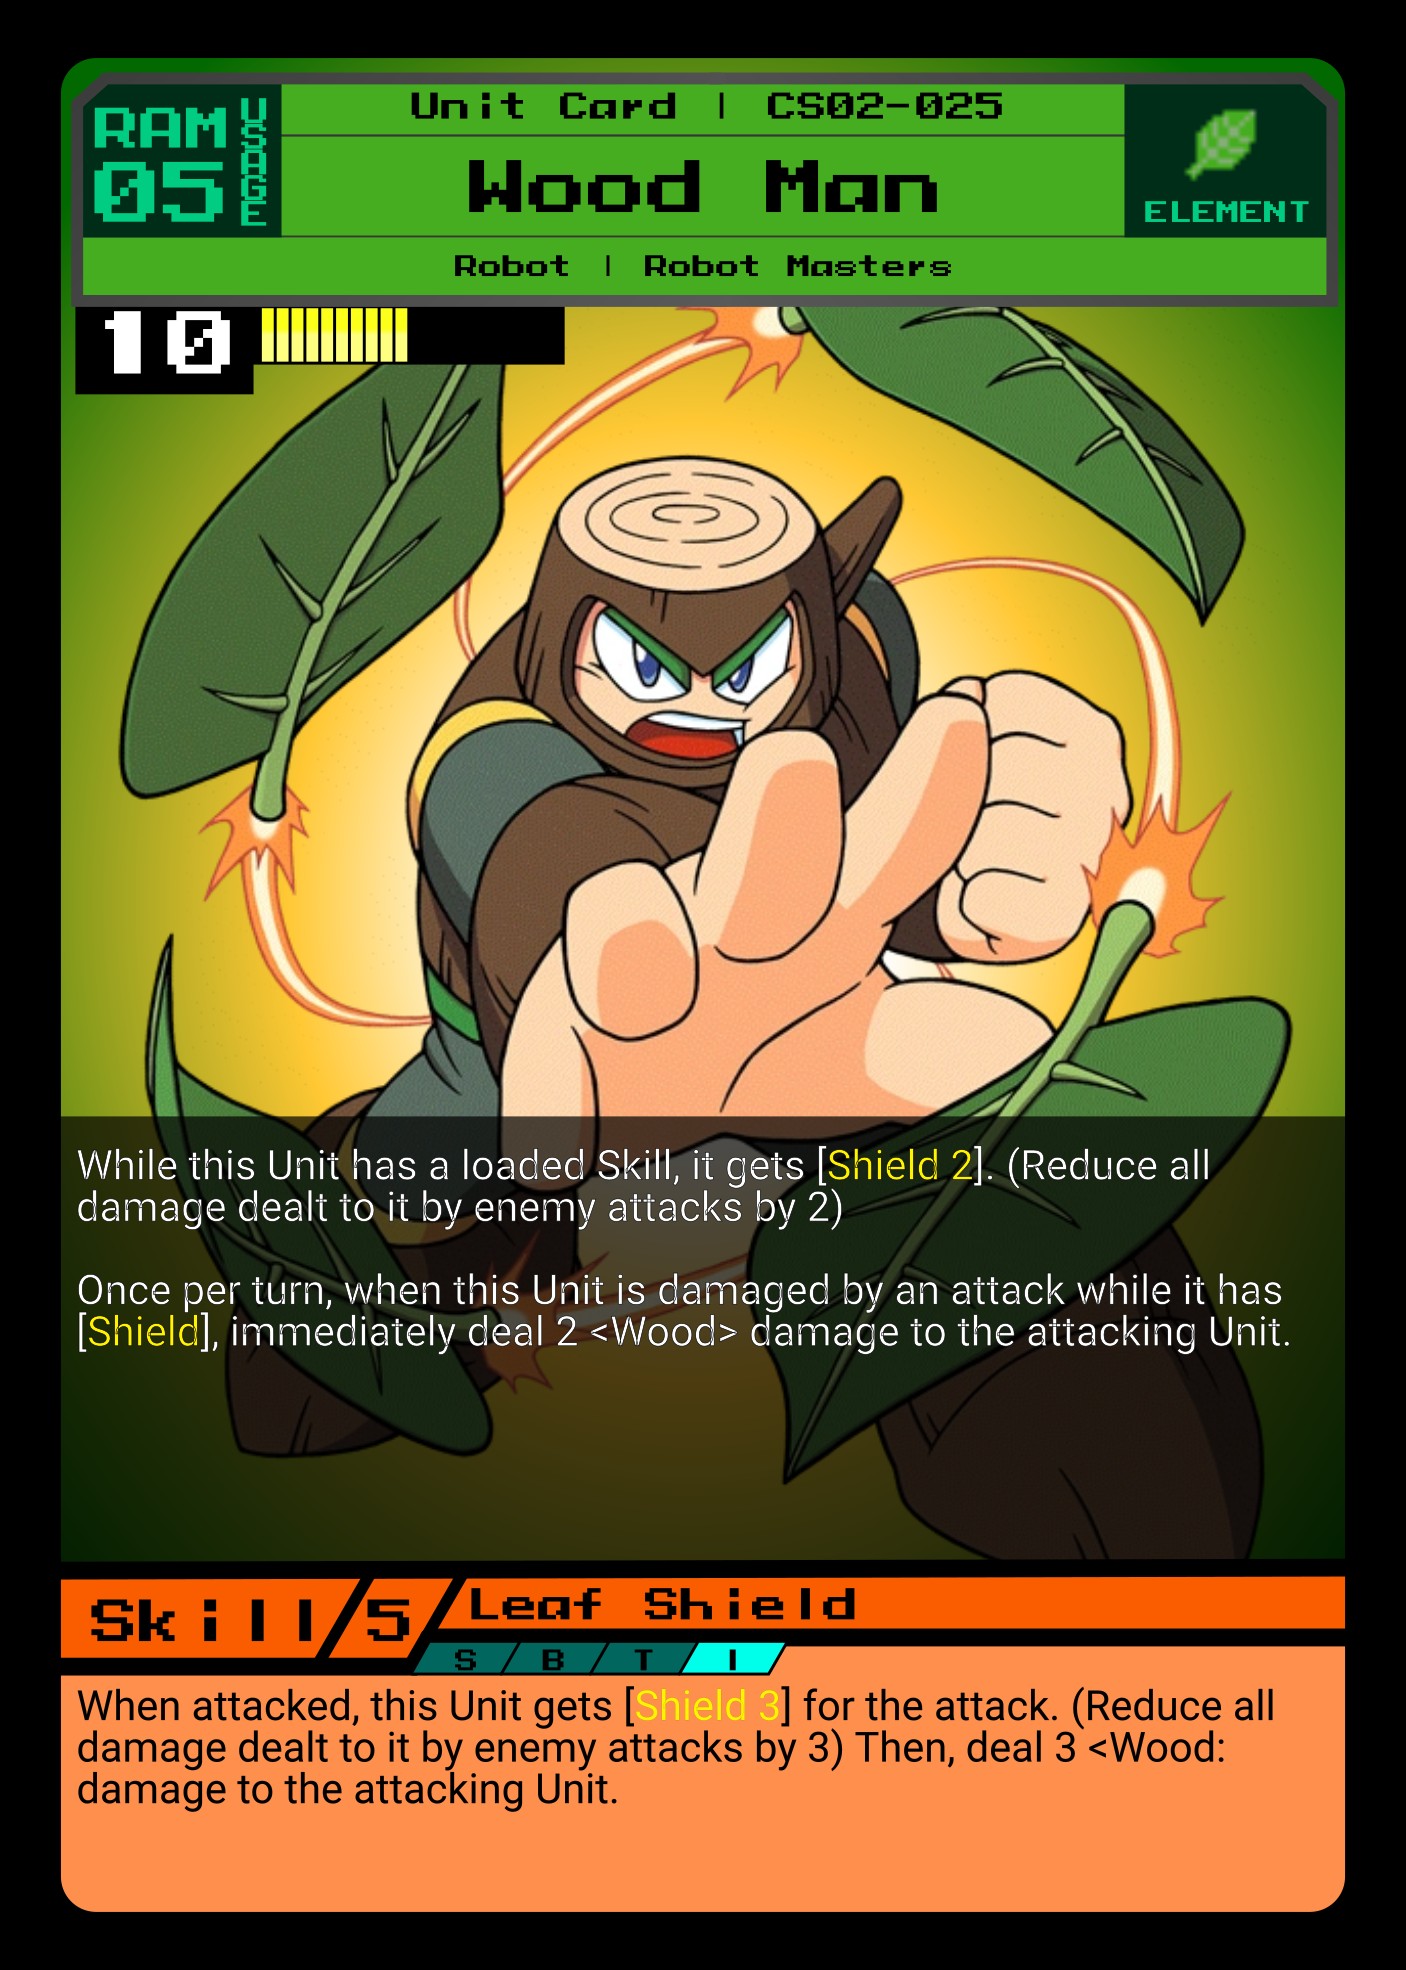 RAM
05
USAGE
Unit Card | CS02-025
Wood Man
ELEMENT
Robot | Robot Masters
10
While this Unit has a loaded Skill, it gets [Shield 2]. (Reduce all
damage dealt to it by enemy attacks by 2)
Once per turn, when this Unit is damaged by an attack while it has
[Shield], immediately deal 2 <Wood> damage to the attacking Unit.
Skill/5
Leaf Shield
S / B / T / I
When attacked, this Unit gets [Shield 3] for the attack. (Reduce all
damage dealt to it by enemy attacks by 3) Then, deal 3 <Wood:
damage to the attacking Unit.